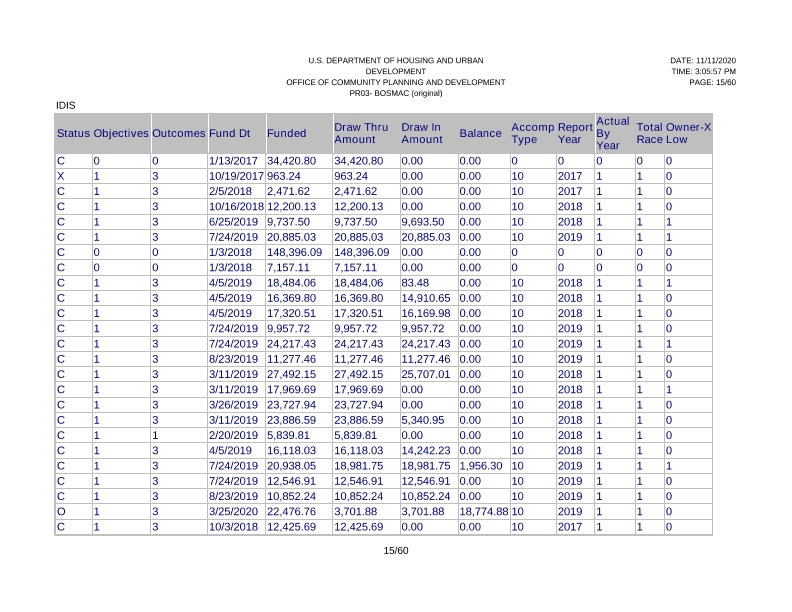 U.S. DEPARTMENT OF HOUSING AND URBAN DATE: 11/11/2020
DEVELOPMENT TIME: 3:05:57 PM
OFFICE OF COMMUNITY PLANNING AND DEVELOPMENT PAGE: 15/60
PR03- BOSMAC (original)
IDIS
Status Objectives Outcomes Fund Dt Funded Draw Thru Amount Draw In Amount Balance Accomp Type Report Year Actual By Year Total Race Owner-X Low
C 0 0 1/13/2017 34,420.80 34,420.80 0.00 0.00 0 0 0 0 0
X 1 3 10/19/2017 963.24 963.24 0.00 0.00 10 2017 1 1 0
C 1 3 2/5/2018 2,471.62 2,471.62 0.00 0.00 10 2017 1 1 0
C 1 3 10/16/2018 12,200.13 12,200.13 0.00 0.00 10 2018 1 1 0
C 1 3 6/25/2019 9,737.50 9,737.50 9,693.50 0.00 10 2018 1 1 1
C 1 3 7/24/2019 20,885.03 20,885.03 20,885.03 0.00 10 2019 1 1 1
C 0 0 1/3/2018 148,396.09 148,396.09 0.00 0.00 0 0 0 0 0
C 0 0 1/3/2018 7,157.11 7,157.11 0.00 0.00 0 0 0 0 0
C 1 3 4/5/2019 18,484.06 18,484.06 83.48 0.00 10 2018 1 1 1
C 1 3 4/5/2019 16,369.80 16,369.80 14,910.65 0.00 10 2018 1 1 0
C 1 3 4/5/2019 17,320.51 17,320.51 16,169.98 0.00 10 2018 1 1 0
C 1 3 7/24/2019 9,957.72 9,957.72 9,957.72 0.00 10 2019 1 1 0
C 1 3 7/24/2019 24,217.43 24,217.43 24,217.43 0.00 10 2019 1 1 1
C 1 3 8/23/2019 11,277.46 11,277.46 11,277.46 0.00 10 2019 1 1 0
C 1 3 3/11/2019 27,492.15 27,492.15 25,707.01 0.00 10 2018 1 1 0
C 1 3 3/11/2019 17,969.69 17,969.69 0.00 0.00 10 2018 1 1 1
C 1 3 3/26/2019 23,727.94 23,727.94 0.00 0.00 10 2018 1 1 0
C 1 3 3/11/2019 23,886.59 23,886.59 5,340.95 0.00 10 2018 1 1 0
C 1 1 2/20/2019 5,839.81 5,839.81 0.00 0.00 10 2018 1 1 0
C 1 3 4/5/2019 16,118.03 16,118.03 14,242.23 0.00 10 2018 1 1 0
C 1 3 7/24/2019 20,938.05 18,981.75 18,981.75 1,956.30 10 2019 1 1 1
C 1 3 7/24/2019 12,546.91 12,546.91 12,546.91 0.00 10 2019 1 1 0
C 1 3 8/23/2019 10,852.24 10,852.24 10,852.24 0.00 10 2019 1 1 0
O 1 3 3/25/2020 22,476.76 3,701.88 3,701.88 18,774.88 10 2019 1 1 0
C 1 3 10/3/2018 12,425.69 12,425.69 0.00 0.00 10 2017 1 1 0
15/60